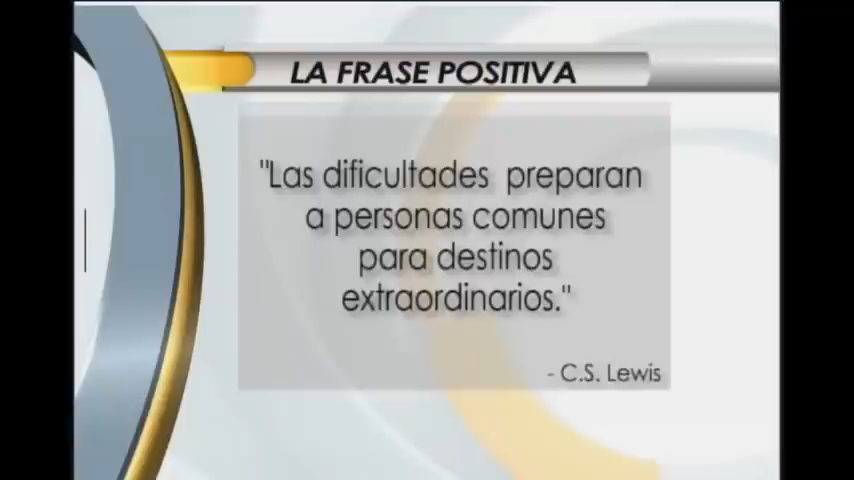 LA FRASE POSITIVA
"Las dificultades preparan
a personas comunes
para destinos
extraordinarios."
- C.S. Lewis